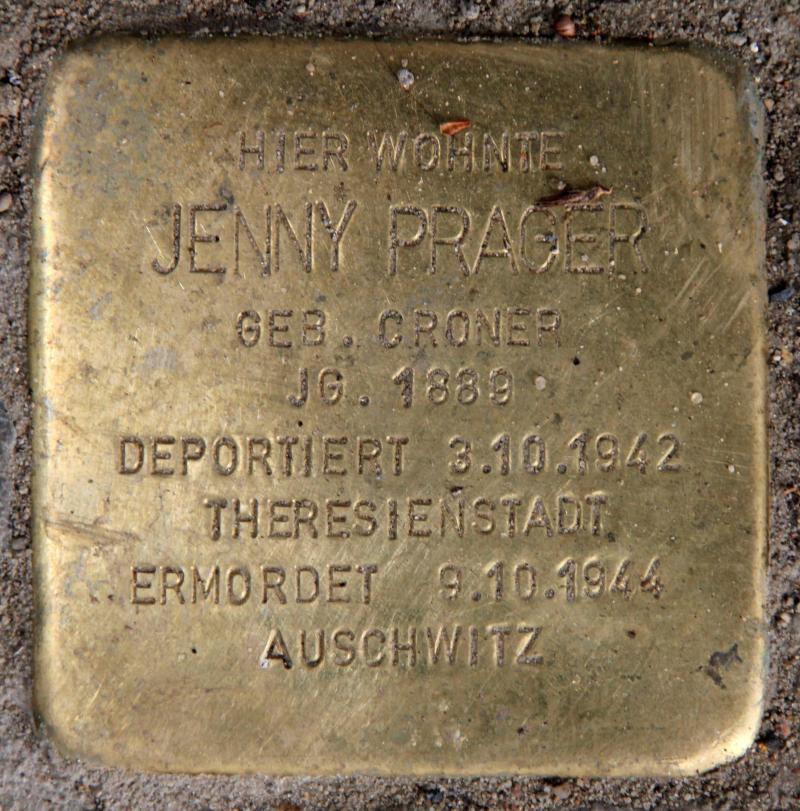 HIER WOHNTE
JENNY PRAGER
GEB. CRONER
JG. 1889
DEPORTIERT 3.10.1942
THERESIENSTADT
ERMORDET 9.10.1944
AUSCHWITZ